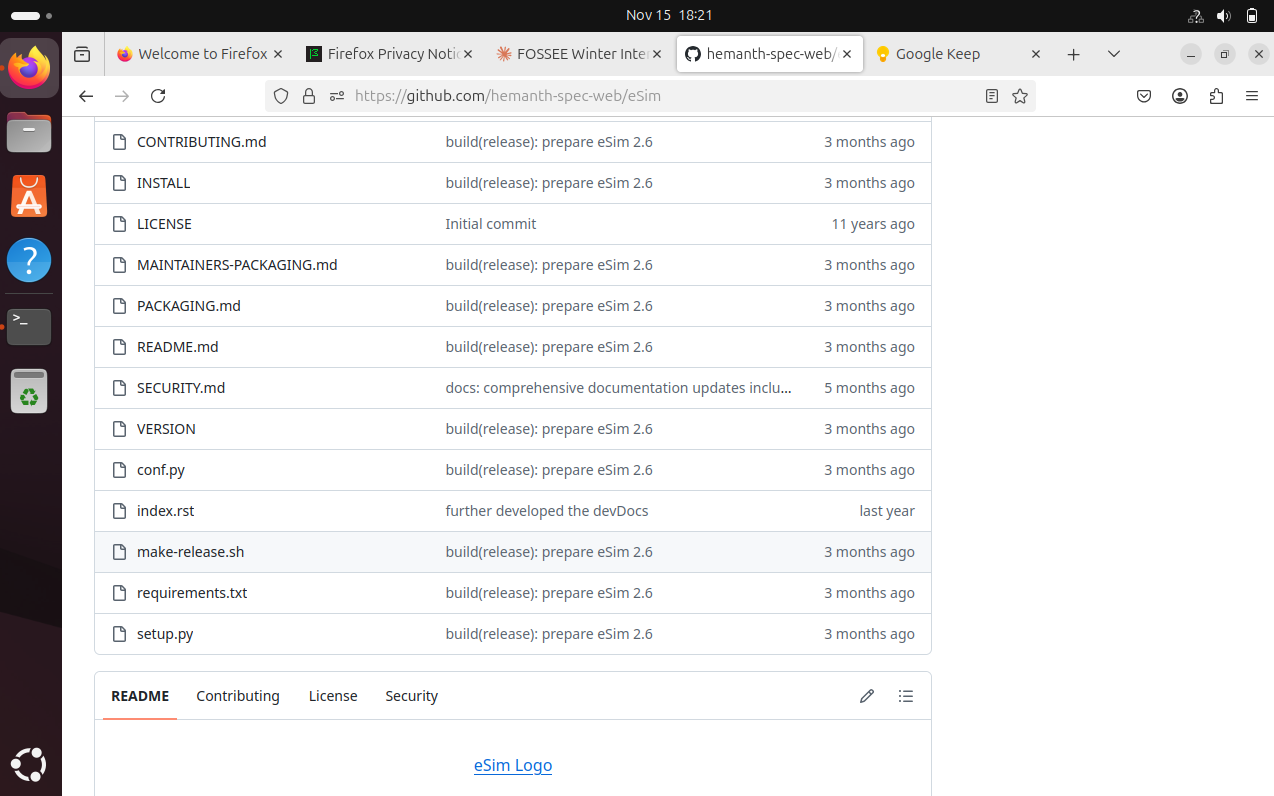 Nov 15 18:21
Welcome to Firefox
Firefox Privacy Notic
FOSSEE Winter Inte
hemanth-spec-web/
Google Keep
https://github.com/hemanth-spec-web/eSim
CONTRIBUTING.md build(release): prepare eSim 2.6 3 months ago
INSTALL build(release): prepare eSim 2.6 3 months ago
LICENSE Initial commit 11 years ago
MAINTAINERS-PACKAGING.md build(release): prepare eSim 2.6 3 months ago
PACKAGING.md build(release): prepare eSim 2.6 3 months ago
README.md build(release): prepare eSim 2.6 3 months ago
SECURITY.md docs: comprehensive documentation updates inclu... 5 months ago
VERSION build(release): prepare eSim 2.6 3 months ago
conf.py build(release): prepare eSim 2.6 3 months ago
index.rst further developed the devDocs last year
make-release.sh build(release): prepare eSim 2.6 3 months ago
requirements.txt build(release): prepare eSim 2.6 3 months ago
setup.py build(release): prepare eSim 2.6 3 months ago
README Contributing License Security
eSim Logo